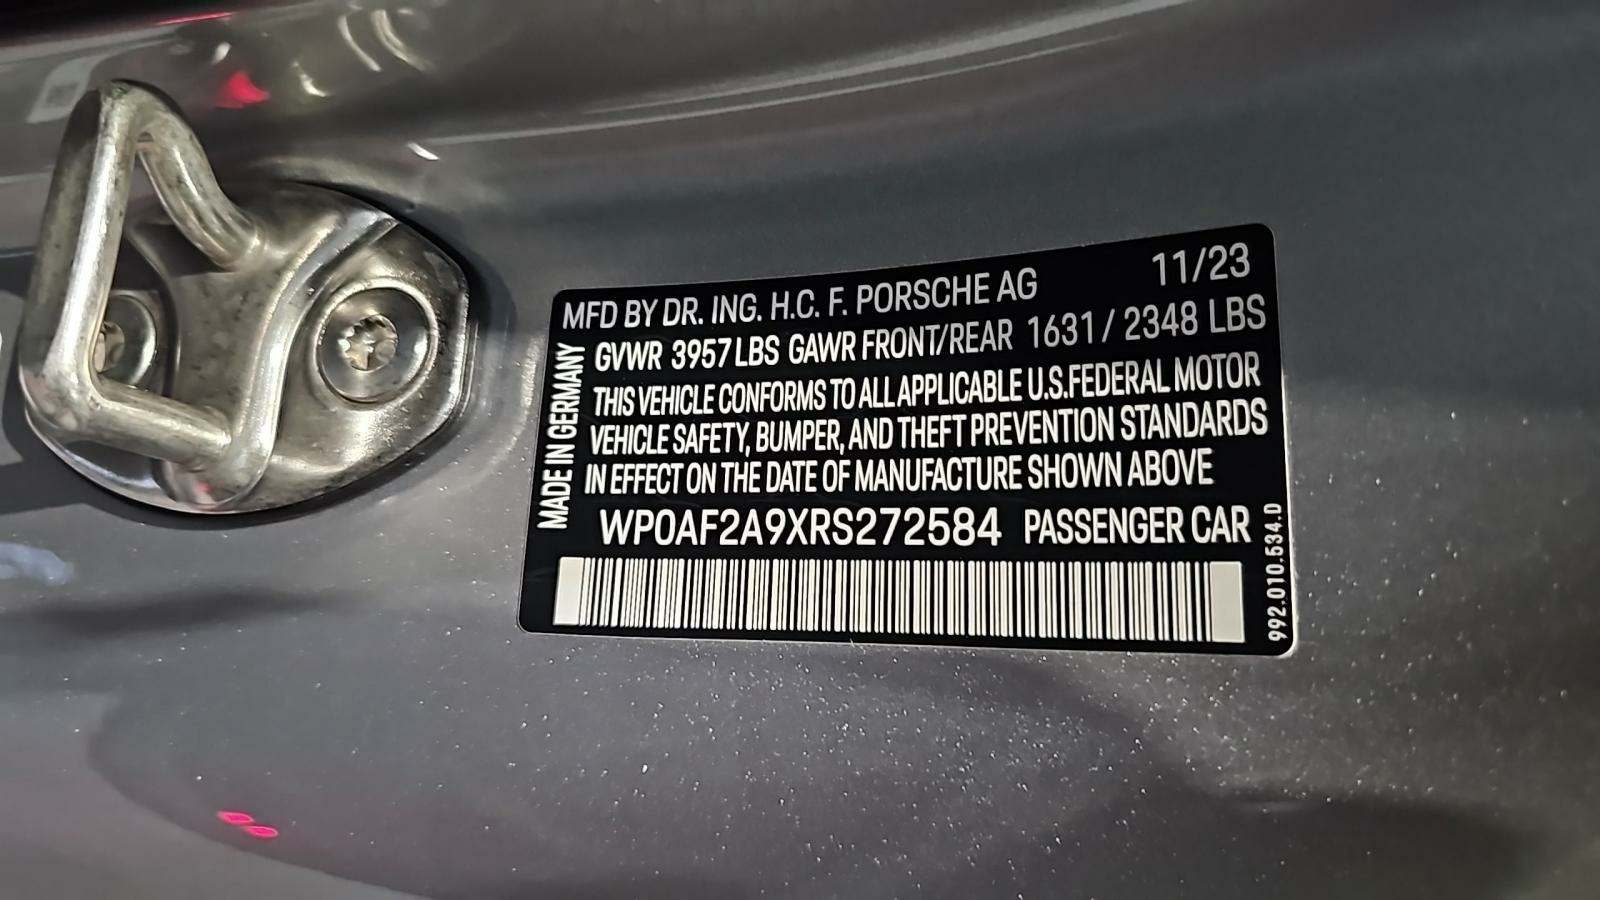 MFD BY DR. ING. H.C. F. PORSCHE AG 11/23
GVWR 3957 LBS GAWR FRONT/REAR 1631 / 2348 LBS
THIS VEHICLE CONFORMS TO ALL APPLICABLE U.S.FEDERAL MOTOR
VEHICLE SAFETY, BUMPER, AND THEFT PREVENTION STANDARDS
IN EFFECT ON THE DATE OF MANUFACTURE SHOWN ABOVE
WP0AF2A9XRS272584 PASSENGER CAR
MADE IN GERMANY
992.010.534.D